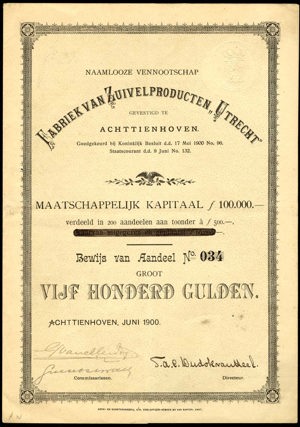 NAAMLOOZE VENNOOTSCHAP
FABRIEK VAN ZUIVELPRODUCTEN „UTRECHT”
GEVESTIGD TE
ACHTTIENHOVEN.
Goedgekeurd bij Koninklijk Besluit d.d. 17 Mei 1900 No. 96.
Staatscourant d.d. 9 Juni No. 132.
MAATSCHAPPELIJK KAPITAAL ƒ 100.000.—
verdeeld in 200 aandeelen aan toonder à ƒ 500.—,
Bewijs van Aandeel No. 034
GROOT
VIJF HONDERD GULDEN.
ACHTTIENHOVEN, JUNI 1900.
Commissarissen.
Directeur.